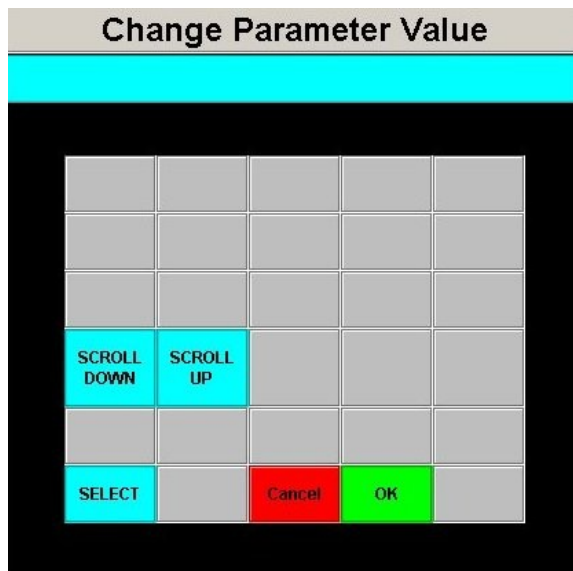 Change Parameter Value
SCROLL
DOWN
SCROLL
UP
SELECT
Cancel
OK